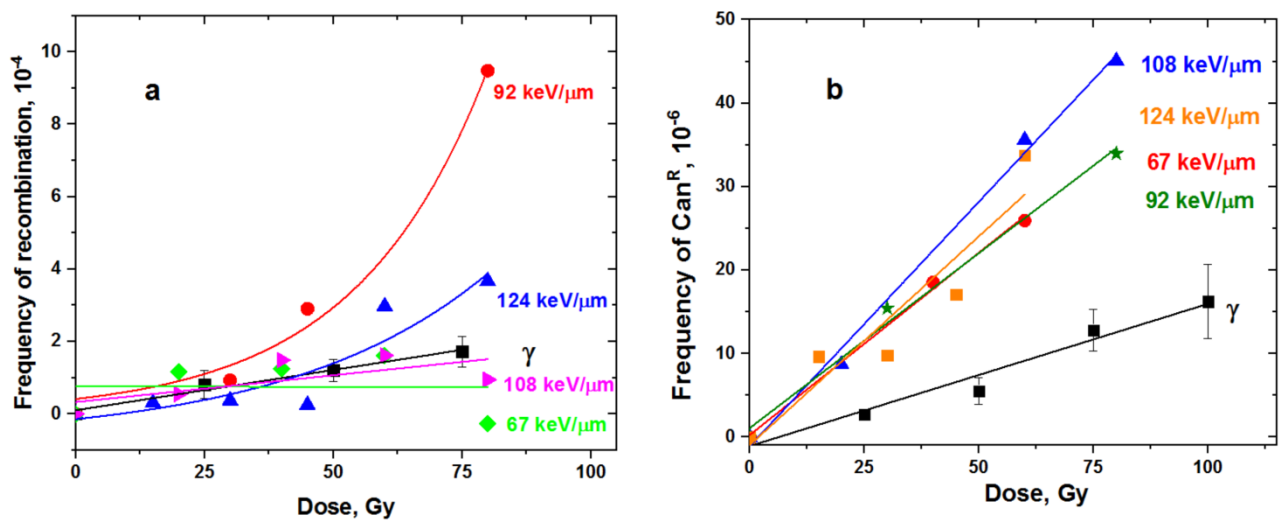 a
Frequency of recombination, 10⁻⁴
10
8
6
4
2
0
92 keV/μm
124 keV/μm
γ
108 keV/μm
67 keV/μm
0
25
50
75
100
Dose, Gy
b
Frequency of Canᴿ, 10⁻⁶
50
40
30
20
10
0
108 keV/μm
124 keV/μm
67 keV/μm
92 keV/μm
γ
0
25
50
75
100
Dose, Gy